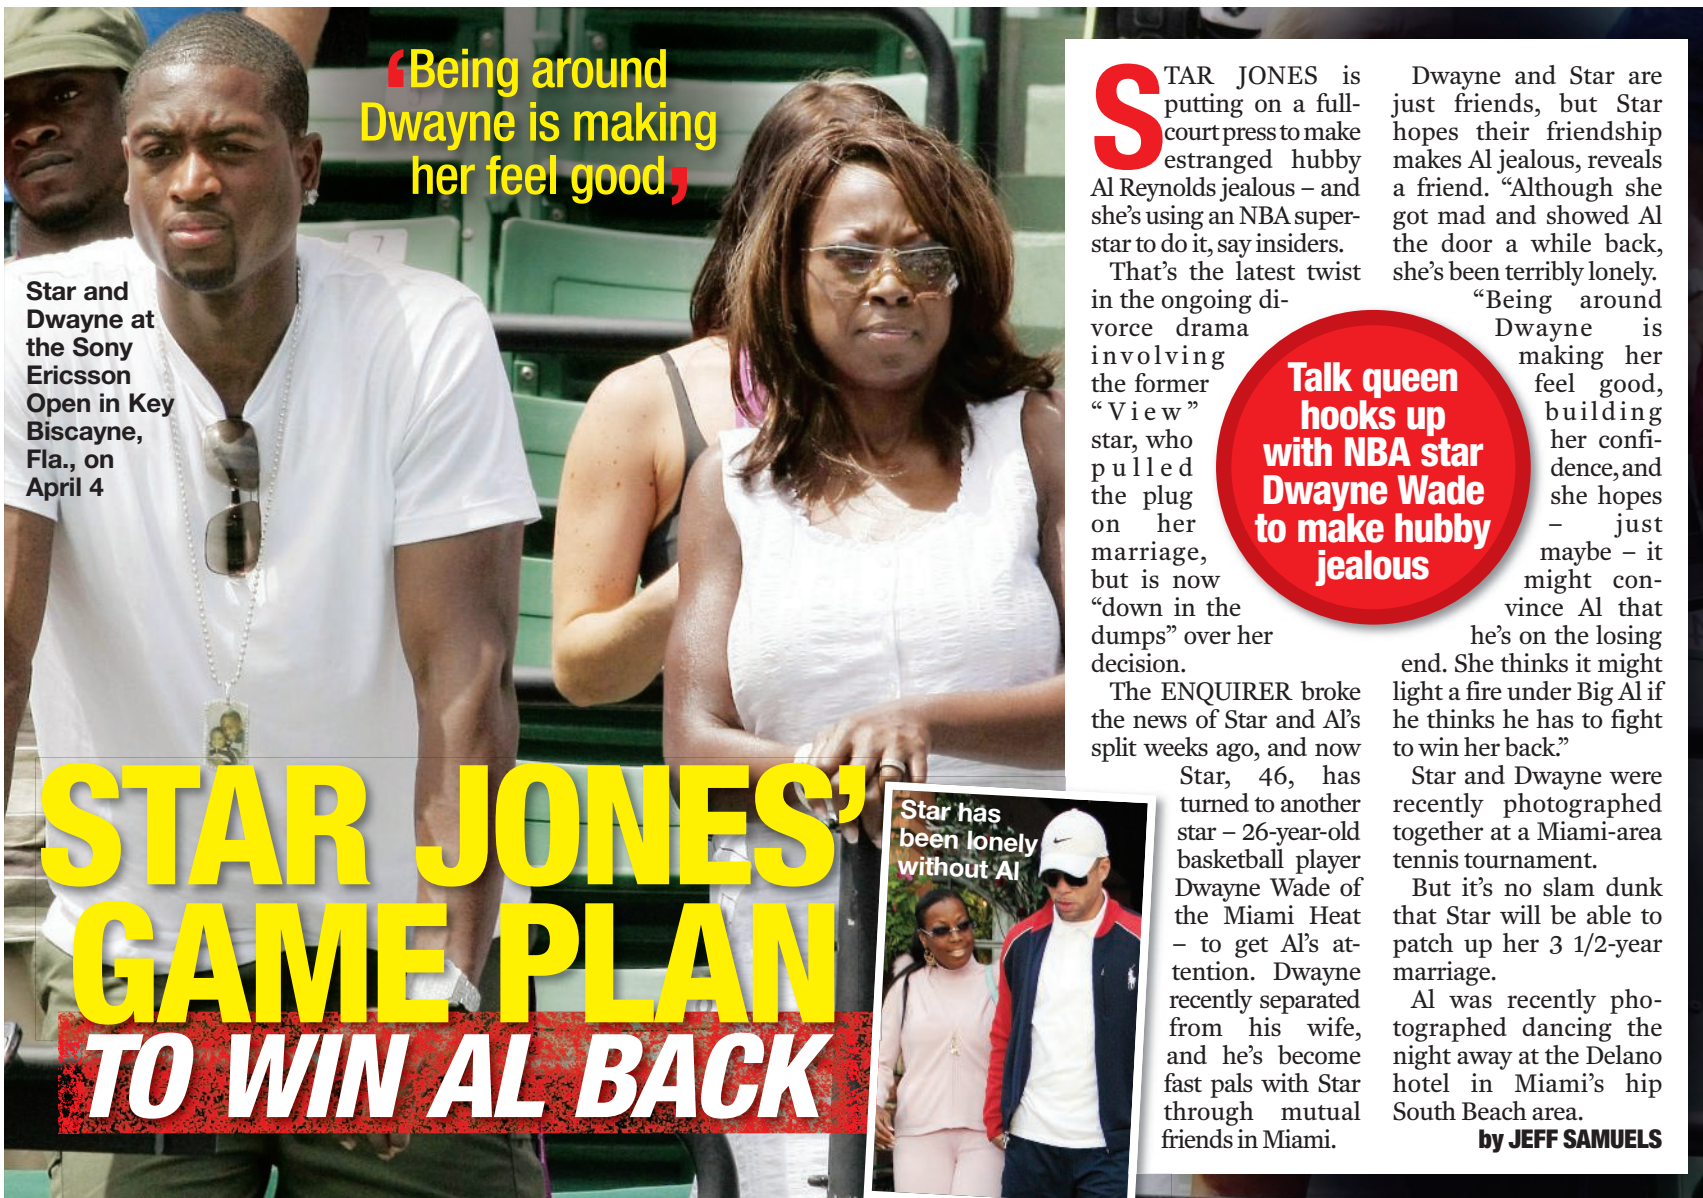 ‘Being around
Dwayne is making
her feel good’
Star and
Dwayne at
the Sony
Ericsson
Open in Key
Biscayne,
Fla., on
April 4
7
STAR JONES’
GAME PLAN
TO WIN AL BACK
Star has
been lonely
without Al
STAR JONES is
putting on a full-
court press to make
estranged hubby
Al Reynolds jealous – and
she’s using an NBA super-
star to do it, say insiders.
That’s the latest twist
in the ongoing di-
vorce drama
involving
the former
“View”
star, who
pulled
the plug
on her
marriage,
but is now
“down in the
dumps” over her
decision.
The ENQUIRER broke
the news of Star and Al’s
split weeks ago, and now
Star, 46, has
turned to another
star – 26-year-old
basketball player
Dwayne Wade of
the Miami Heat
– to get Al’s at-
tention. Dwayne
recently separated
from his wife,
and he’s become
fast pals with Star
through mutual
friends in Miami.
Talk queen
hooks up
with NBA star
Dwayne Wade
to make hubby
jealous
Dwayne and Star are
just friends, but Star
hopes their friendship
makes Al jealous, reveals
a friend. “Although she
got mad and showed Al
the door a while back,
she’s been terribly lonely.
“Being around
Dwayne is
making her
feel good,
building
her confi-
dence, and
she hopes
– just
maybe – it
might con-
vince Al that
he’s on the losing
end. She thinks it might
light a fire under Big Al if
he thinks he has to fight
to win her back.”
Star and Dwayne were
recently photographed
together at a Miami-area
tennis tournament.
But it’s no slam dunk
that Star will be able to
patch up her 3 1/2-year
marriage.
Al was recently pho-
tographed dancing the
night away at the Delano
hotel in Miami’s hip
South Beach area.
by JEFF SAMUELS